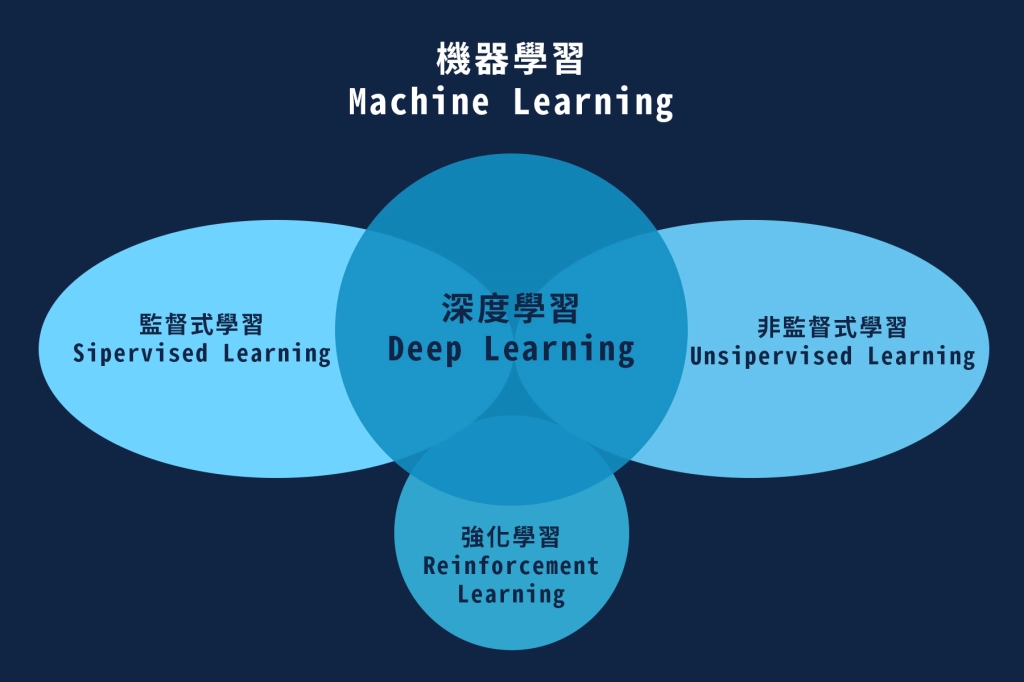 機器學習
Machine Learning
深度學習
Deep Learning
監督式學習
Sipervised Learning
非監督式學習
Unsipervised Learning
強化學習
Reinforcement
Learning